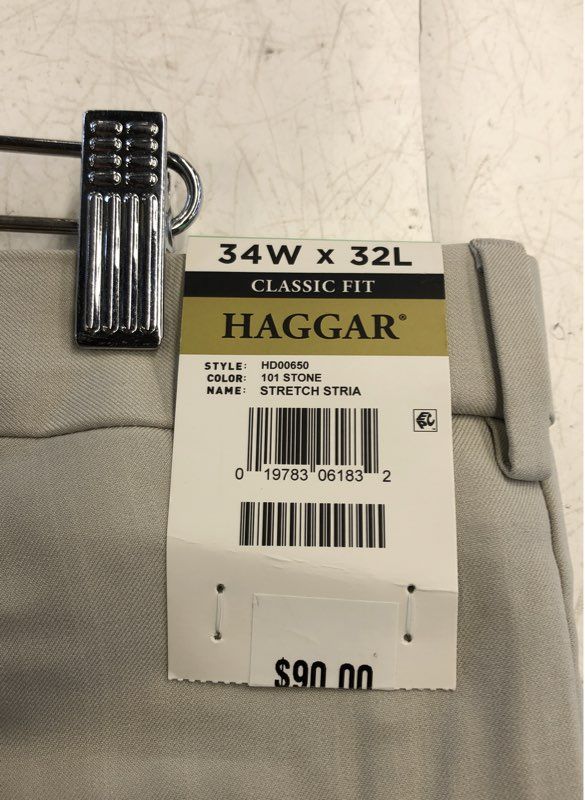 34W x 32L
CLASSIC FIT
HAGGAR®
STYLE: HD00650
COLOR: 101 STONE
NAME: STRETCH STRIA
0 19783 06183 2
$90.00